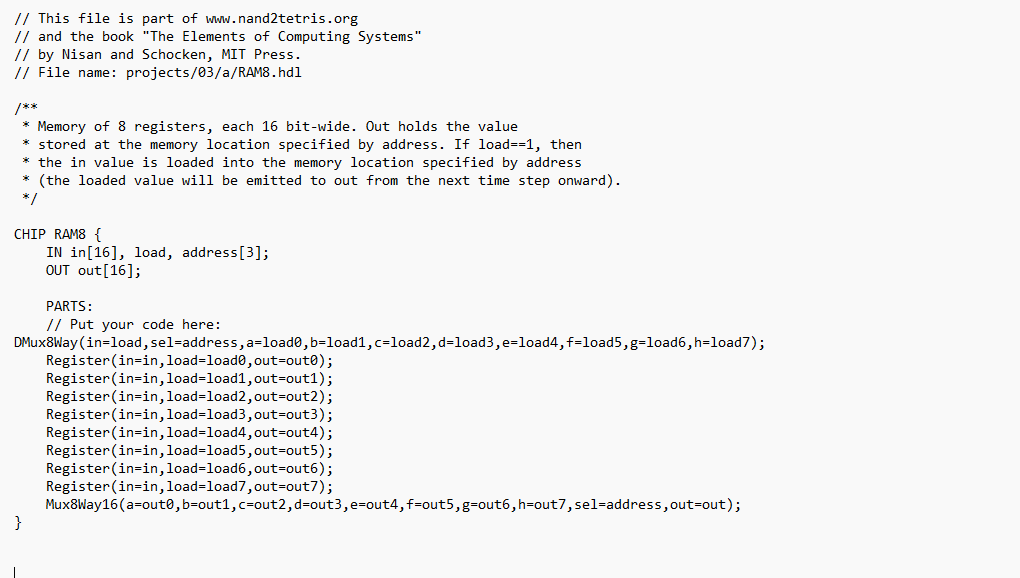 // This file is part of www.nand2tetris.org
// and the book "The Elements of Computing Systems"
// by Nisan and Schocken, MIT Press.
// File name: projects/03/a/RAM8.hdl

/**
 * Memory of 8 registers, each 16 bit-wide. Out holds the value
 * stored at the memory location specified by address. If load==1, then
 * the in value is loaded into the memory location specified by address
 * (the loaded value will be emitted to out from the next time step onward).
 */

CHIP RAM8 {
    IN in[16], load, address[3];
    OUT out[16];

    PARTS:
    // Put your code here:
DMux8Way(in=load,sel=address,a=load0,b=load1,c=load2,d=load3,e=load4,f=load5,g=load6,h=load7);
    Register(in=in,load=load0,out=out0);
    Register(in=in,load=load1,out=out1);
    Register(in=in,load=load2,out=out2);
    Register(in=in,load=load3,out=out3);
    Register(in=in,load=load4,out=out4);
    Register(in=in,load=load5,out=out5);
    Register(in=in,load=load6,out=out6);
    Register(in=in,load=load7,out=out7);
    Mux8Way16(a=out0,b=out1,c=out2,d=out3,e=out4,f=out5,g=out6,h=out7,sel=address,out=out);
}